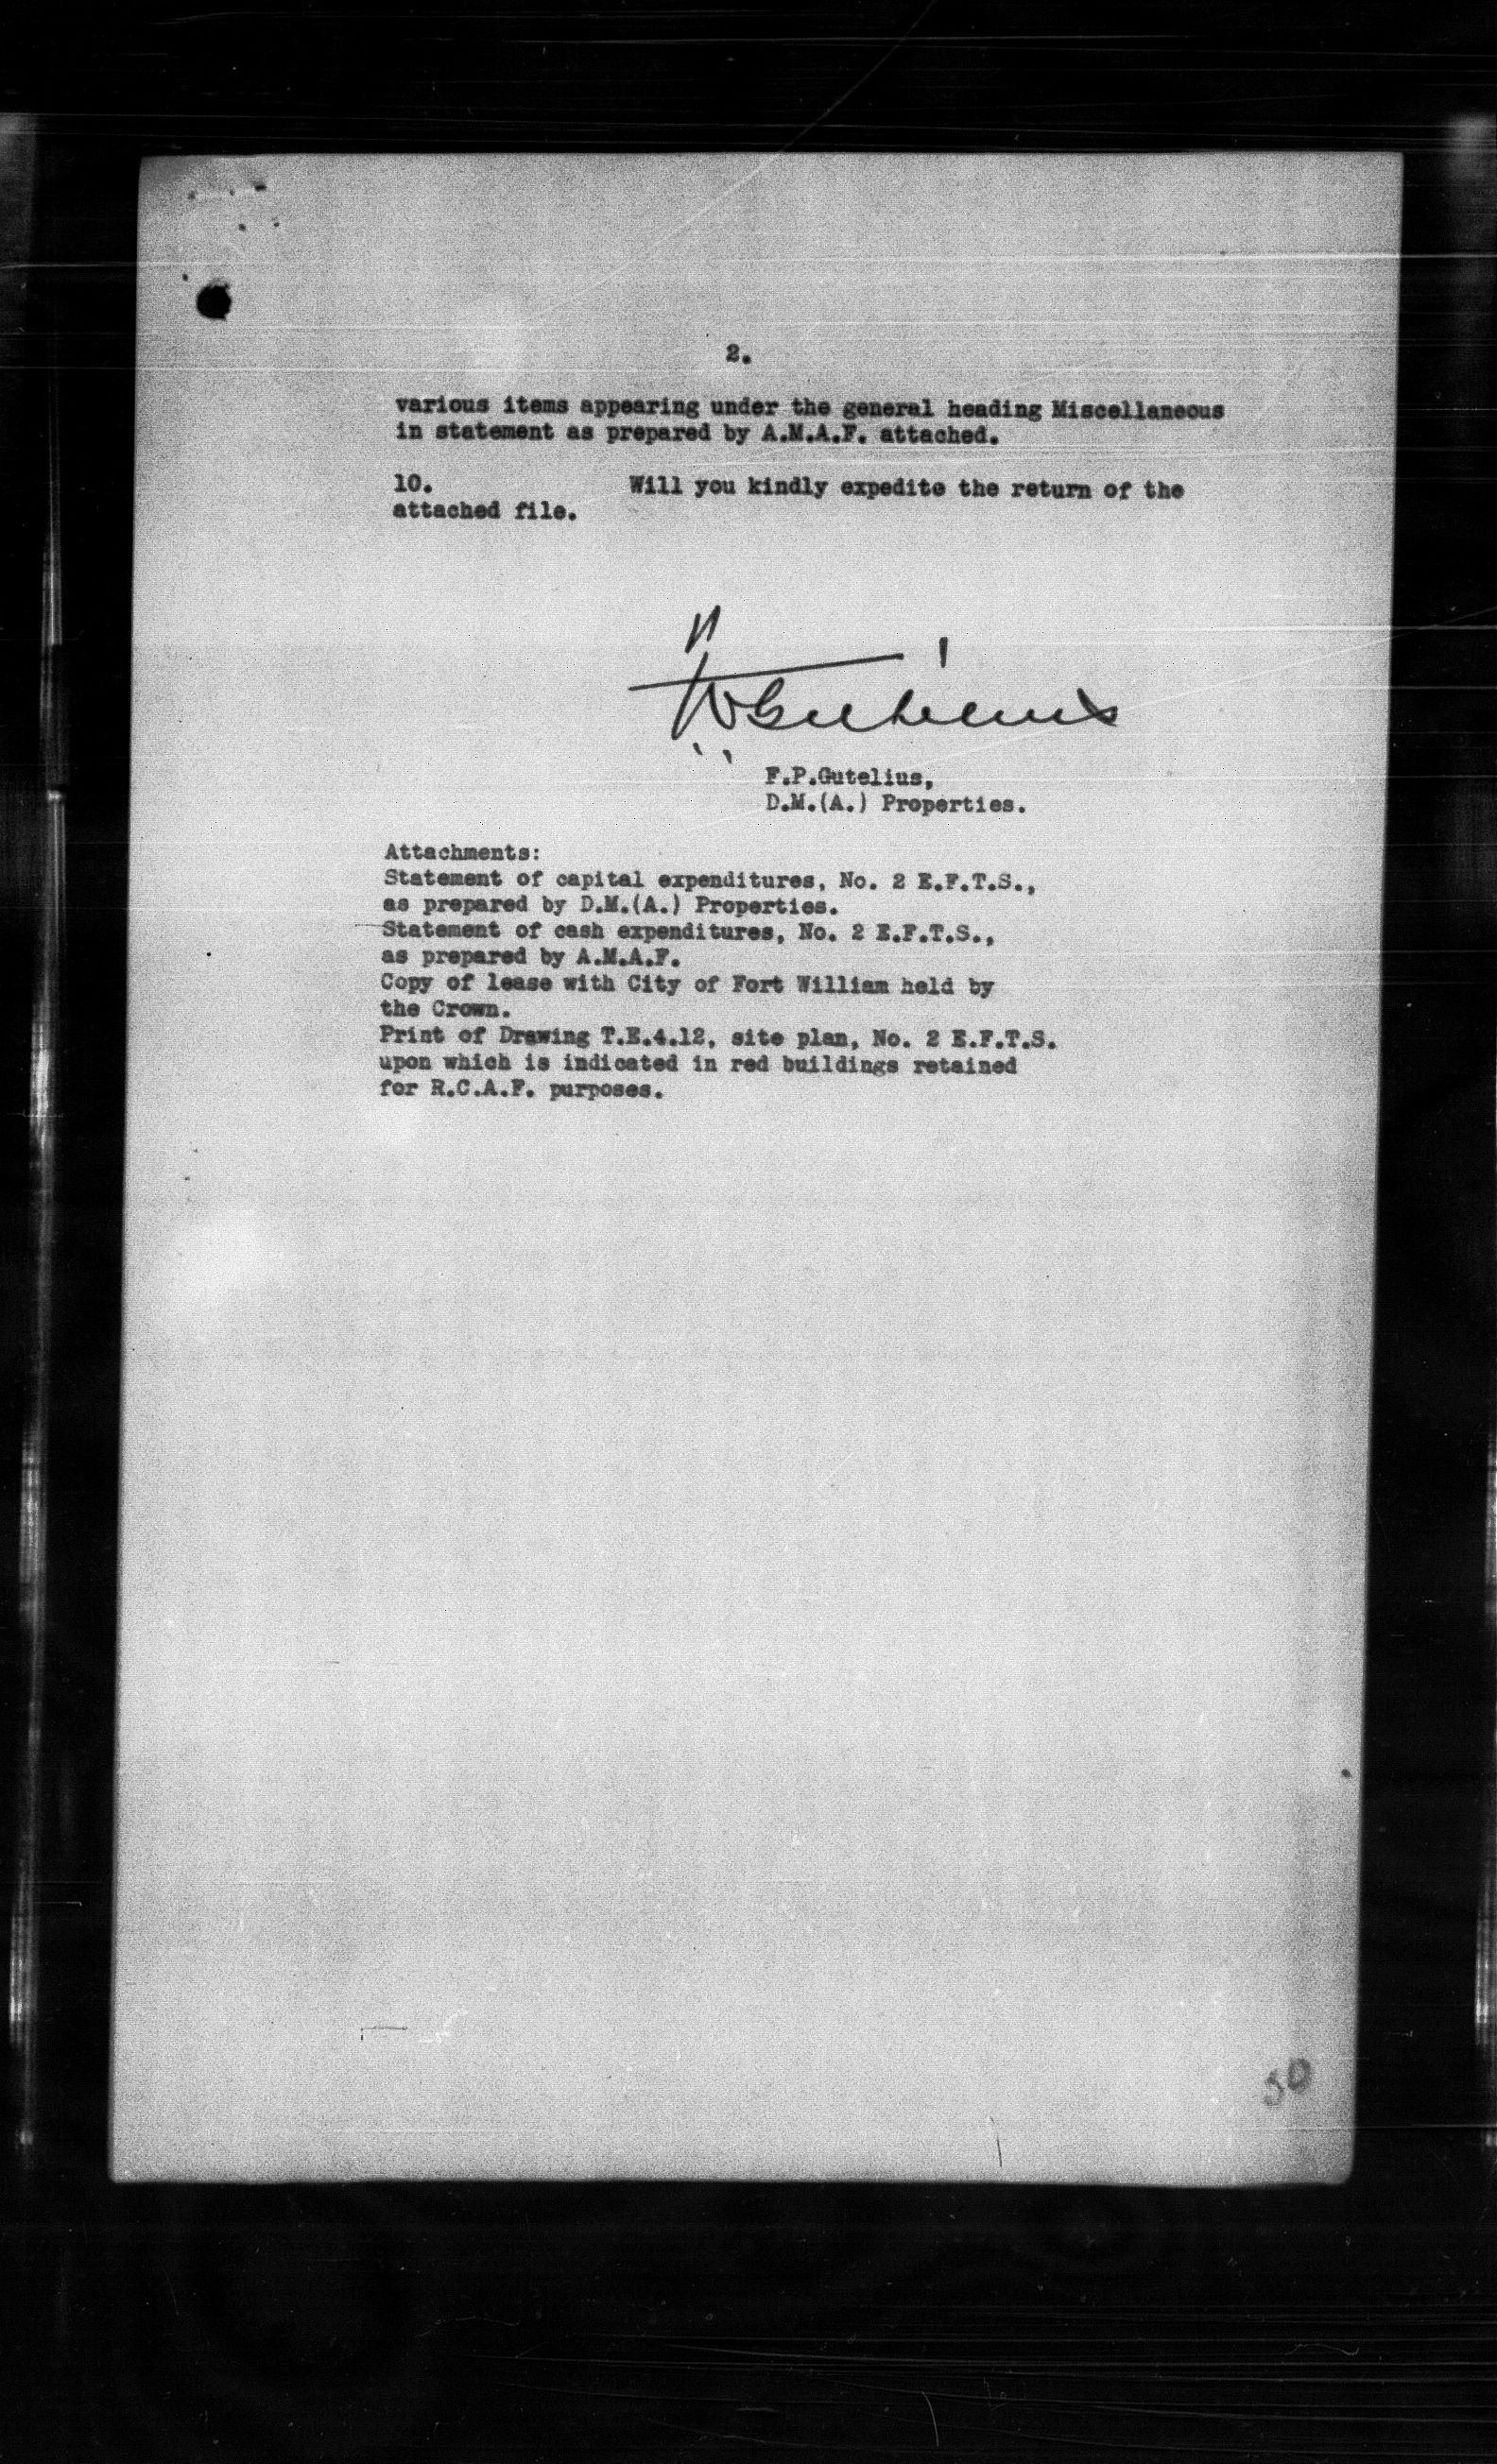 2.
various items appearing under the general heading Miscellaneous
in statement as prepared by A.M.A.F. attached.
10. Will you kindly expedite the return of the
attached file.
F.P.Gutelius,
D.M.(A.) Properties.
Attachments:
Statement of capital expenditures, No. 2 E.F.T.S.,
as prepared by D.M.(A.) Properties.
Statement of cash expenditures, No. 2 E.F.T.S.,
as prepared by A.M.A.F.
Copy of lease with City of Fort William held by
the Crown.
Print of Drawing T.E.4.12, site plan, No. 2 E.F.T.S.
upon which is indicated in red buildings retained
for R.C.A.F. purposes.
50